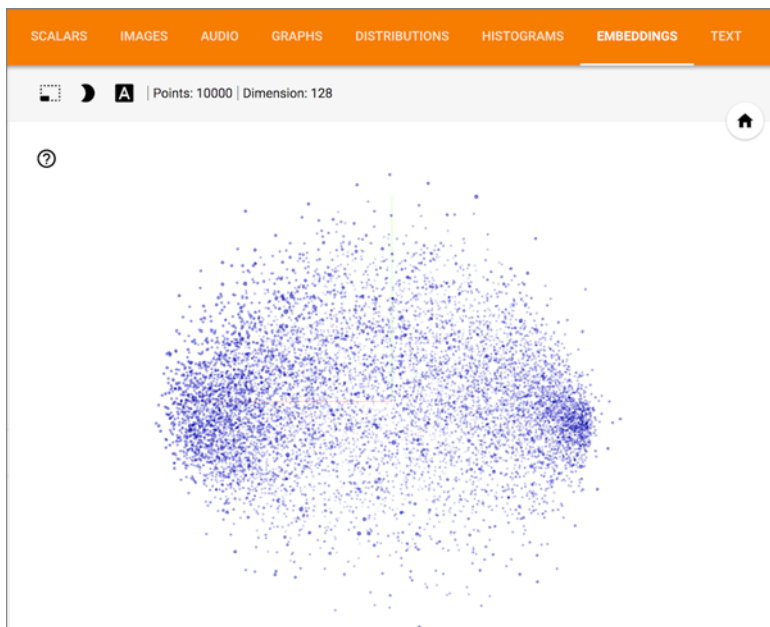 SCALARS IMAGES AUDIO GRAPHS DISTRIBUTIONS HISTOGRAMS EMBEDDINGS TEXT
A | Points: 10000 | Dimension: 128
?